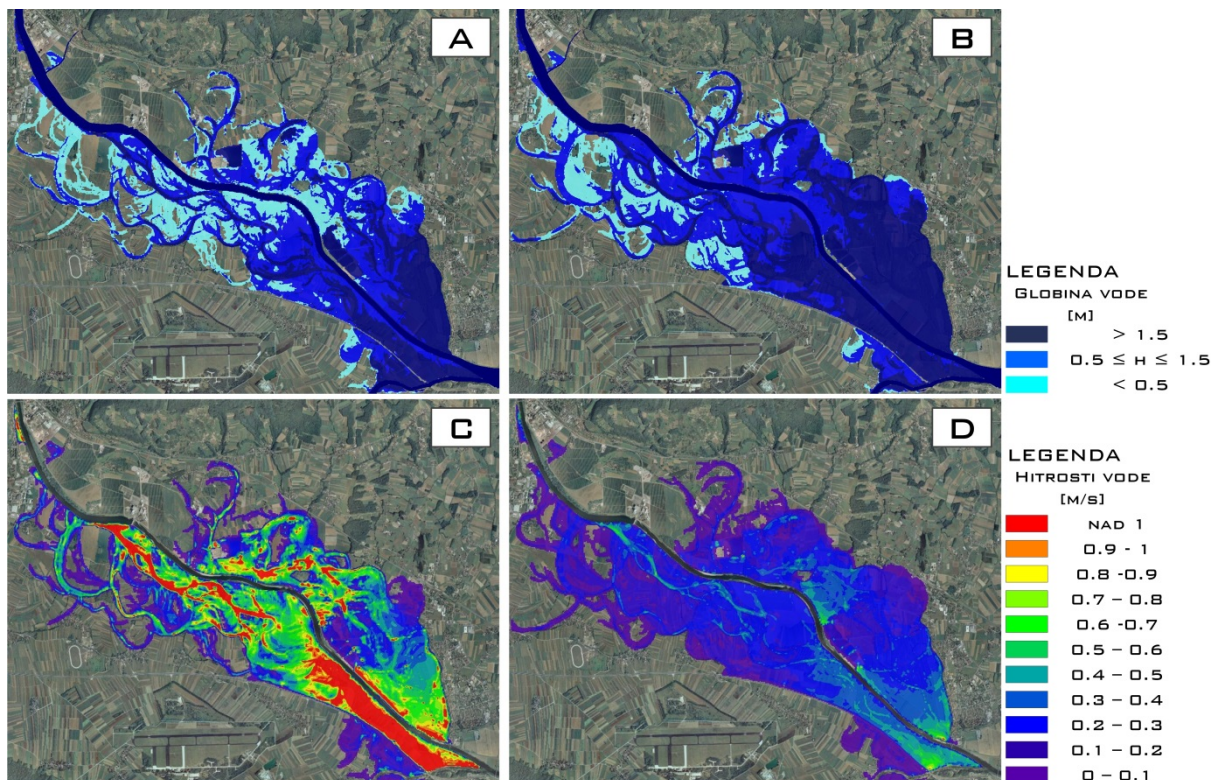 A
B
LEGENDA
GLOBINA VODE
[M]
> 1.5
0.5 ≤ H ≤ 1.5
< 0.5
C
D
LEGENDA
HITROSTI VODE
[M/S]
NAD 1
0.9 - 1
0.8 -0.9
0.7 – 0.8
0.6 -0.7
0.5 – 0.6
0.4 – 0.5
0.3 – 0.4
0.2 – 0.3
0.1 – 0.2
0 – 0.1